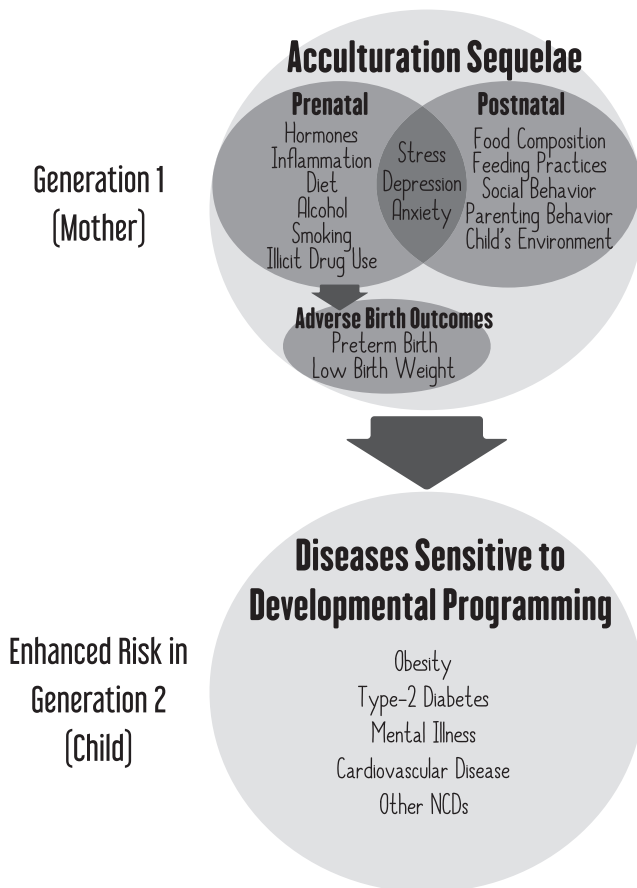 Acculturation Sequelae
Generation 1
(Mother)
Prenatal
Hormones
Inflammation
Diet
Alcohol
Smoking
Illicit Drug Use
Stress
Depression
Anxiety
Postnatal
Food Composition
Feeding Practices
Social Behavior
Parenting Behavior
Child's Environment
Adverse Birth Outcomes
Preterm Birth
Low Birth Weight
Enhanced Risk in
Generation 2
(Child)
Diseases Sensitive to
Developmental Programming
Obesity
Type-2 Diabetes
Mental Illness
Cardiovascular Disease
Other NCDs